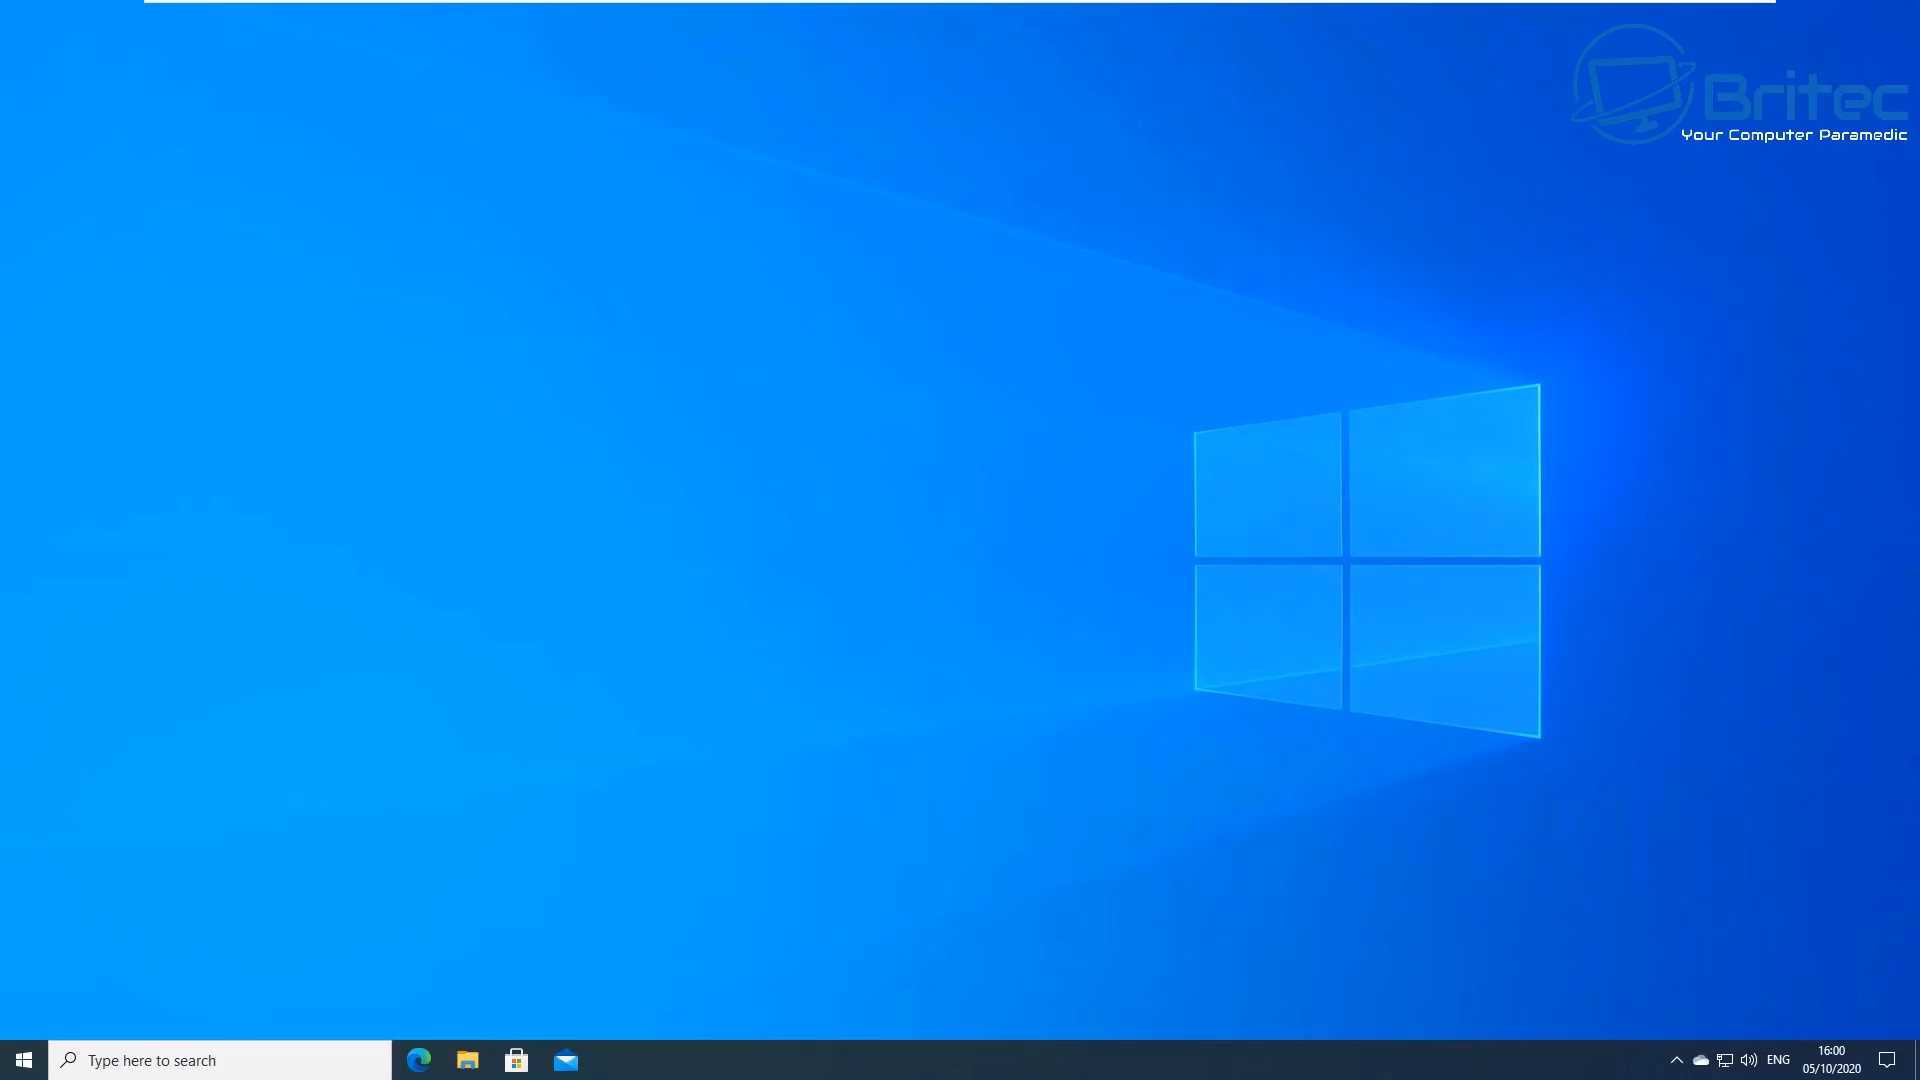 Britec
Your Computer Paramedic
Type here to search
ENG
16:00
05/10/2020